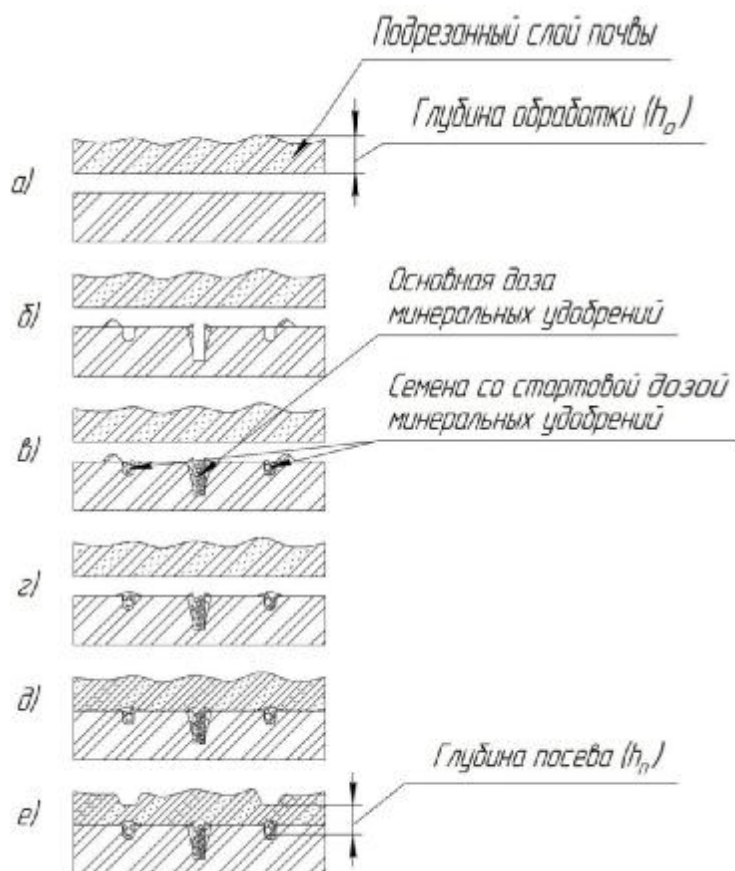 Подрезанный слой почвы
Глубина обработки (hо)
а)
б)
Основная доза
минеральных удобрений
Семена со стартовой дозой
минеральных удобрений
в)
г)
д)
Глубина посева (hп)
е)